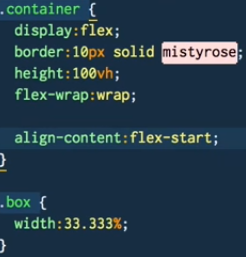 .container {
display:flex;
border:10px solid mistyrose;
height:100vh;
flex-wrap:wrap;
align-content:flex-start;
}
.box {
width:33.333%;
}